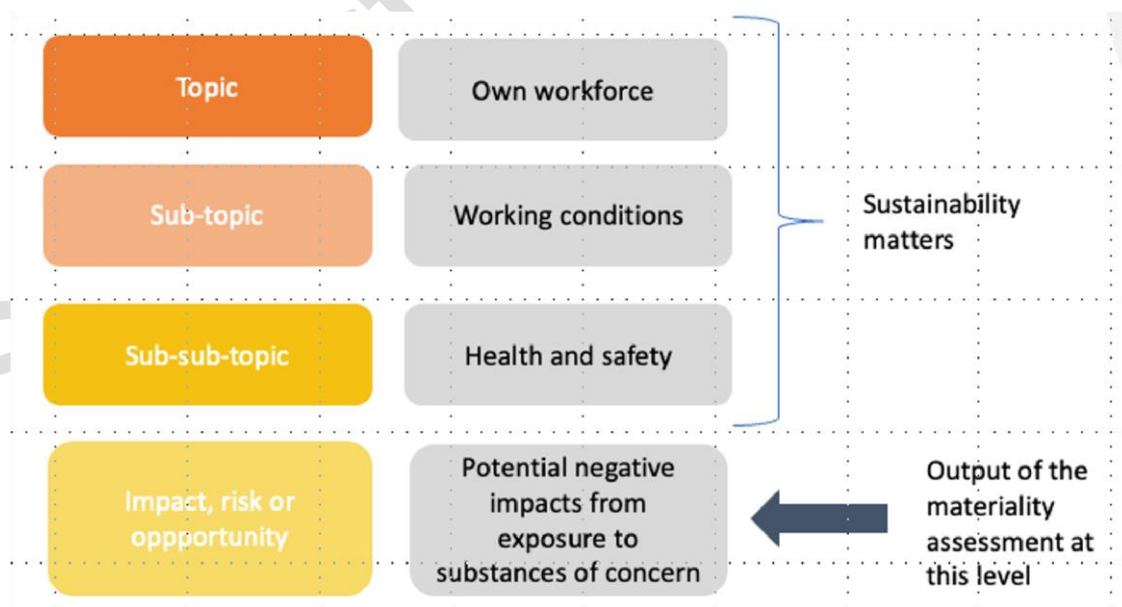 Topic
Own workforce
Sub-topic
Working conditions
Sustainability
matters
Sub-sub-topic
Health and safety
Impact, risk or
oppportunity
Potential negative
impacts from
exposure to
substances of concern
Output of the
materiality
assessment at
this level